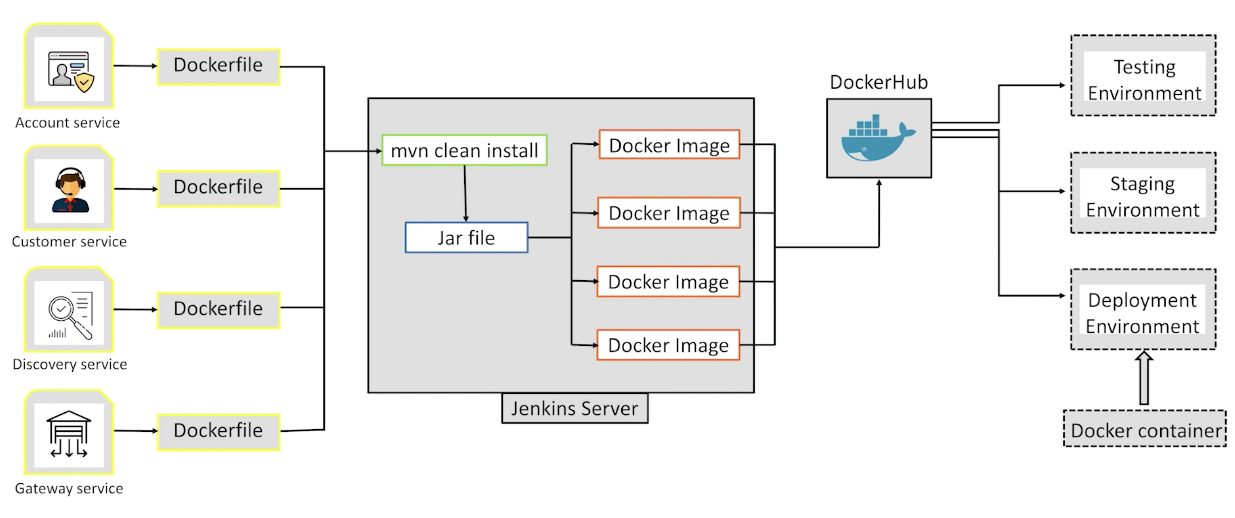 Account service
Dockerfile
Customer service
Dockerfile
Discovery service
Dockerfile
Gateway service
Dockerfile
mvn clean install
Jar file
Docker Image
Docker Image
Docker Image
Docker Image
Jenkins Server
DockerHub
Testing
Environment
Staging
Environment
Deployment
Environment
Docker container